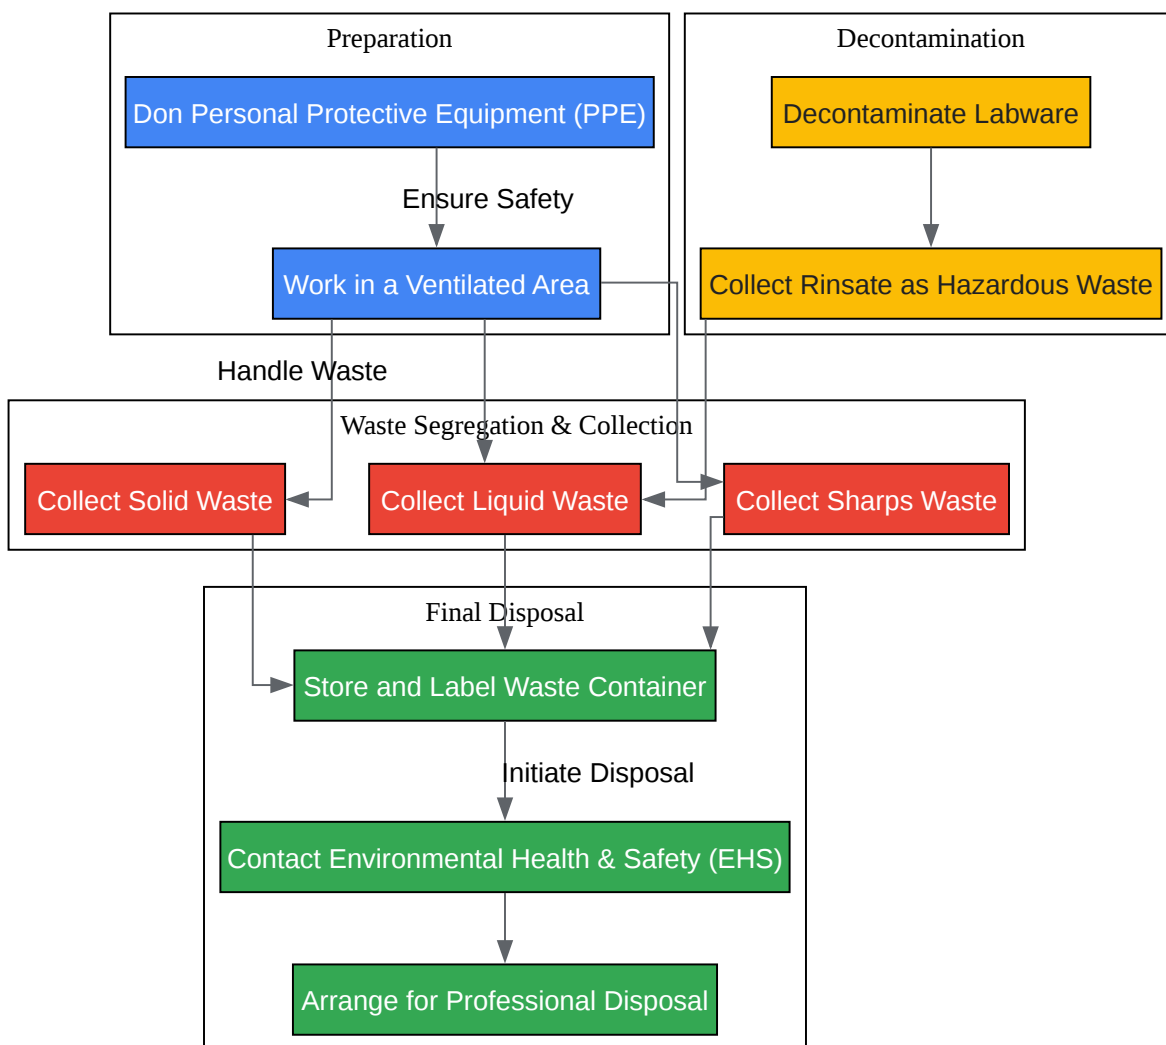 Preparation
Don Personal Protective Equipment (PPE)
Ensure Safety
Work in a Ventilated Area
Decontamination
Decontaminate Labware
Collect Rinsate as Hazardous Waste
Handle Waste
Waste Segregation & Collection
Collect Solid Waste
Collect Liquid Waste
Collect Sharps Waste
Final Disposal
Store and Label Waste Container
Initiate Disposal
Contact Environmental Health & Safety (EHS)
Arrange for Professional Disposal